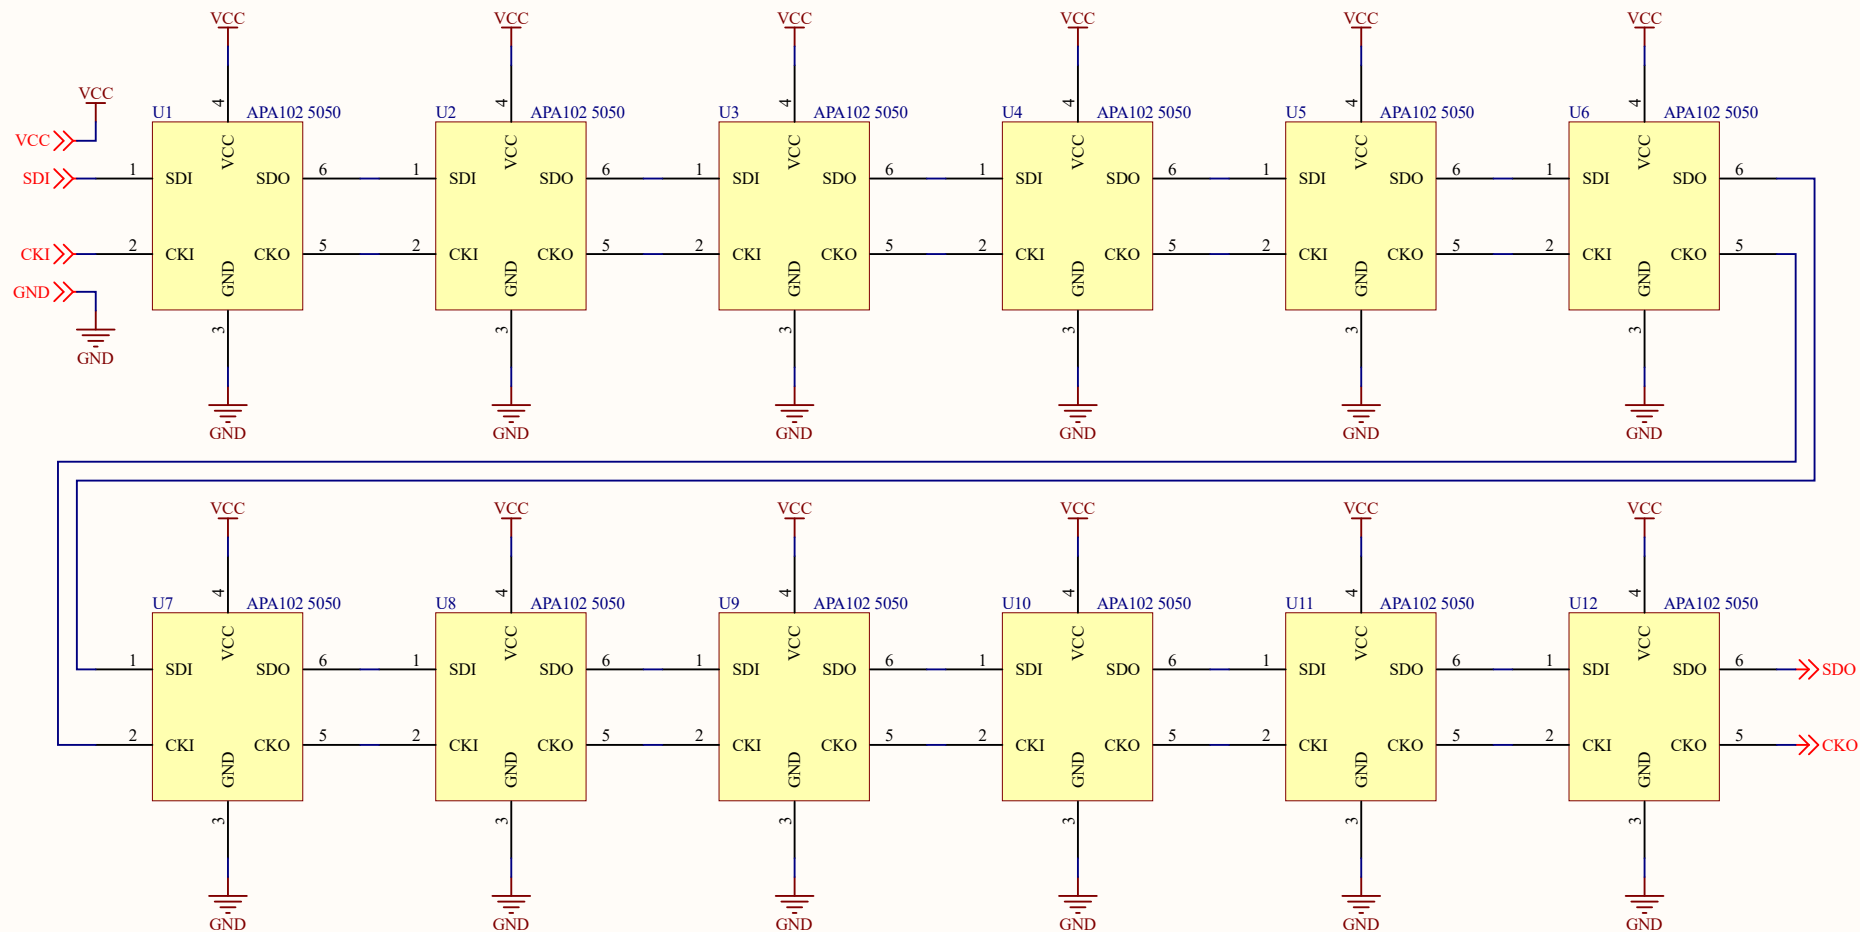 VCC VCC VCC VCC VCC VCC
VCC
4 4 4 4 4 4
U1 APA102 5050 U2 APA102 5050 U3 APA102 5050 U4 APA102 5050 U5 APA102 5050 U6 APA102 5050
VCC VCC VCC VCC VCC VCC VCC
SDI 1 SDI SDO 6 1 SDI SDO 6 1 SDI SDO 6 1 SDI SDO 6 1 SDI SDO 6 1 SDI SDO 6
CKI 2 CKI CKO 5 2 CKI CKO 5 2 CKI CKO 5 2 CKI CKO 5 2 CKI CKO 5 2 CKI CKO 5
GND GND GND GND GND GND GND
3 3 3 3 3 3
GND
GND GND GND GND GND GND
VCC VCC VCC VCC VCC VCC
4 4 4 4 4 4
U7 APA102 5050 U8 APA102 5050 U9 APA102 5050 U10 APA102 5050 U11 APA102 5050 U12 APA102 5050
VCC VCC VCC VCC VCC VCC
1 SDI SDO 6 1 SDI SDO 6 1 SDI SDO 6 1 SDI SDO 6 1 SDI SDO 6 1 SDI SDO 6 SDO
2 CKI CKO 5 2 CKI CKO 5 2 CKI CKO 5 2 CKI CKO 5 2 CKI CKO 5 2 CKI CKO 5 CKO
GND GND GND GND GND GND
3 3 3 3 3 3
GND GND GND GND GND GND